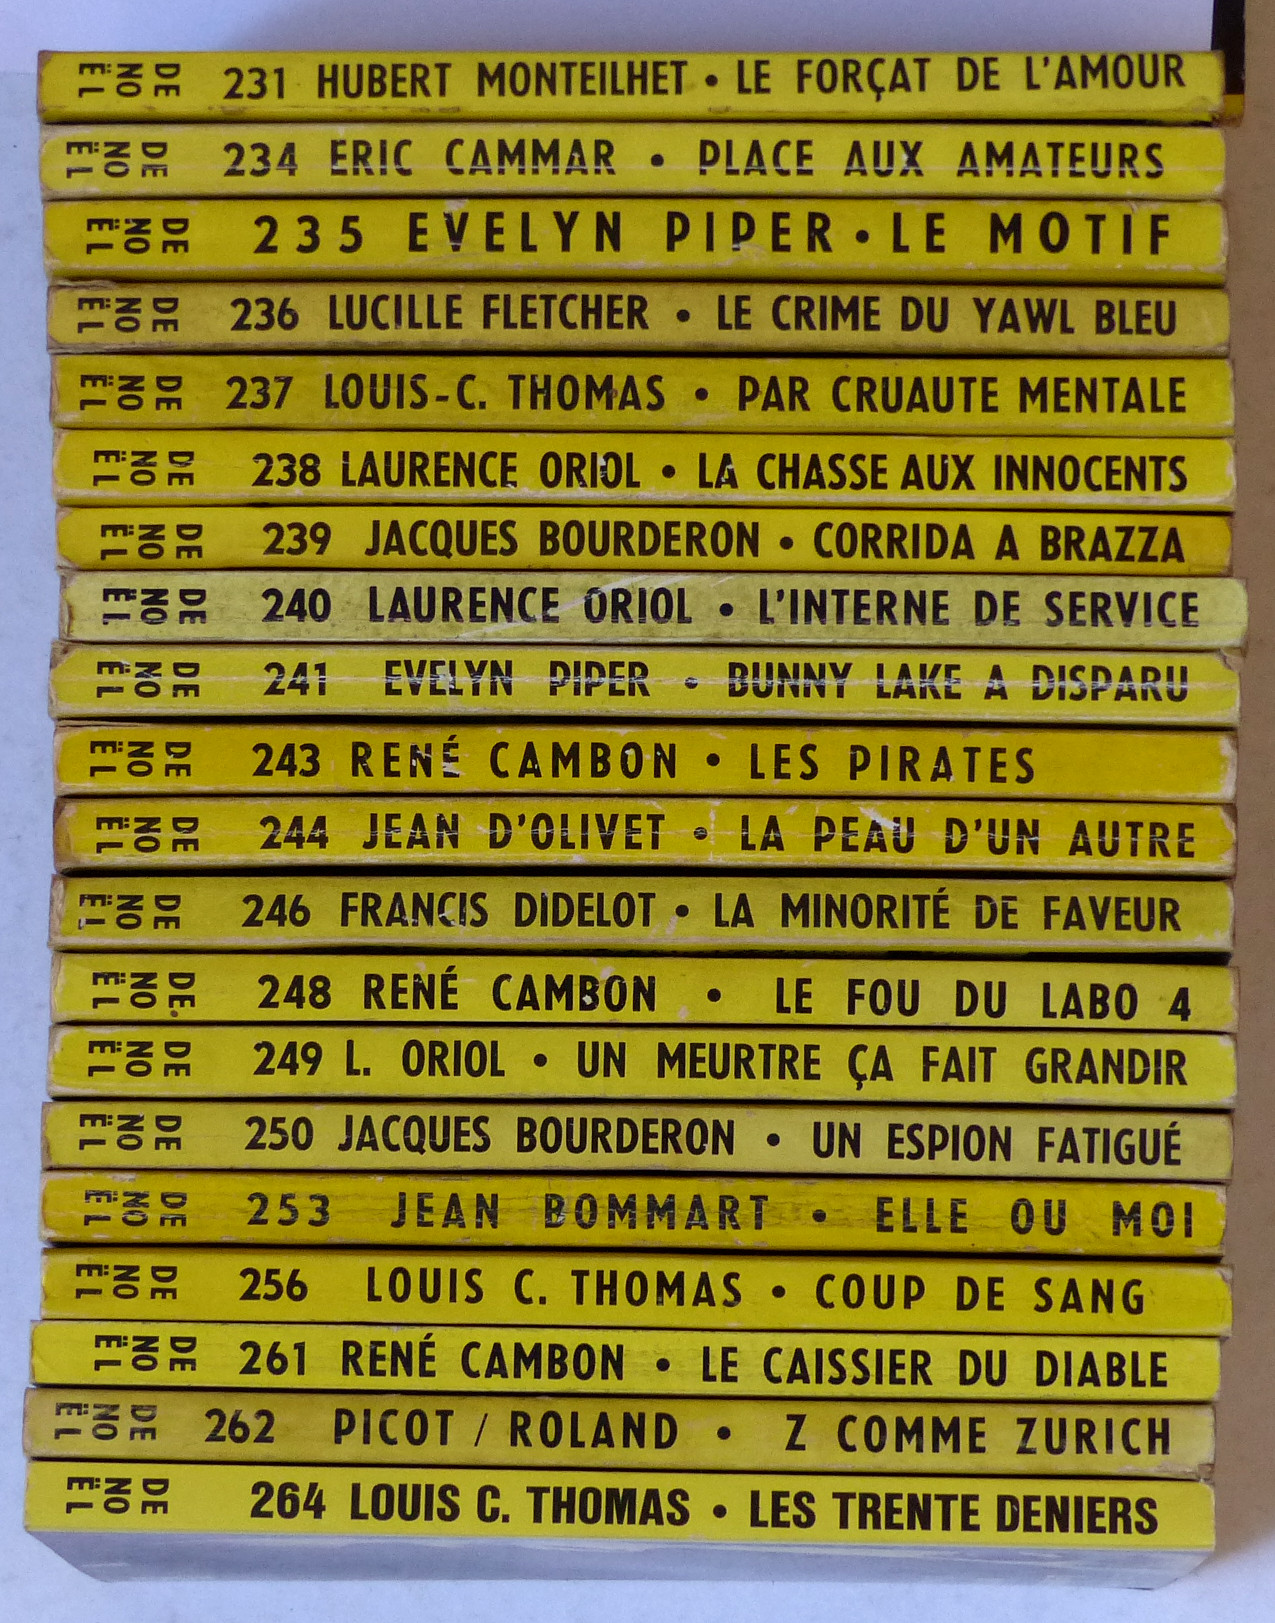 DE NO ËL 231 HUBERT MONTEILHET • LE FORÇAT DE L'AMOUR
DE NO ËL 234 ERIC CAMMAR • PLACE AUX AMATEURS
DE NO ËL 235 EVELYN PIPER • LE MOTIF
DE NO ËL 236 LUCILLE FLETCHER • LE CRIME DU YAWL BLEU
DE NO ËL 237 LOUIS-C. THOMAS • PAR CRUAUTE MENTALE
DE NO ËL 238 LAURENCE ORIOL • LA CHASSE AUX INNOCENTS
DE NO ËL 239 JACQUES BOURDERON • CORRIDA A BRAZZA
DE NO ËL 240 LAURENCE ORIOL • L'INTERNE DE SERVICE
DE NO ËL 241 EVELYN PIPER • BUNNY LAKE A DISPARU
DE NO ËL 243 RENÉ CAMBON • LES PIRATES
DE NO ËL 244 JEAN D'OLIVET • LA PEAU D'UN AUTRE
DE NO ËL 246 FRANCIS DIDELOT • LA MINORITÉ DE FAVEUR
DE NO ËL 248 RENÉ CAMBON • LE FOU DU LABO 4
DE NO ËL 249 L. ORIOL • UN MEURTRE ÇA FAIT GRANDIR
DE NO ËL 250 JACQUES BOURDERON • UN ESPION FATIGUÉ
DE NO ËL 253 JEAN BOMMART • ELLE OU MOI
DE NO ËL 256 LOUIS C. THOMAS • COUP DE SANG
DE NO ËL 261 RENÉ CAMBON • LE CAISSIER DU DIABLE
DE NO ËL 262 PICOT / ROLAND • Z COMME ZURICH
DE NO ËL 264 LOUIS C. THOMAS • LES TRENTE DENIERS